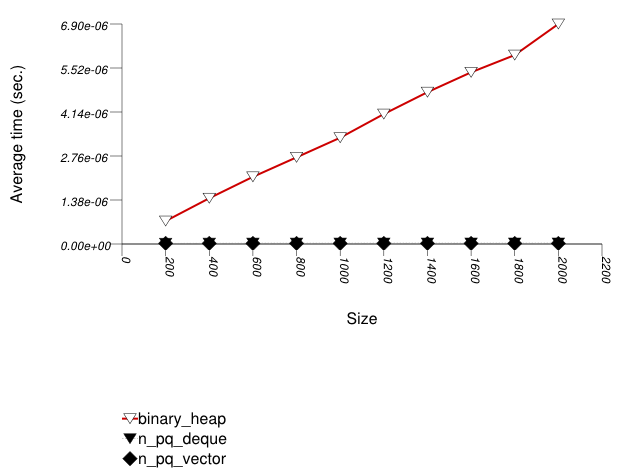 Average time (sec.)
6.90e-06
5.52e-06
4.14e-06
2.76e-06
1.38e-06
0.00e+00
0
200
400
600
800
1000
1200
1400
1600
1800
2000
2200
Size
binary_heap
n_pq_deque
n_pq_vector